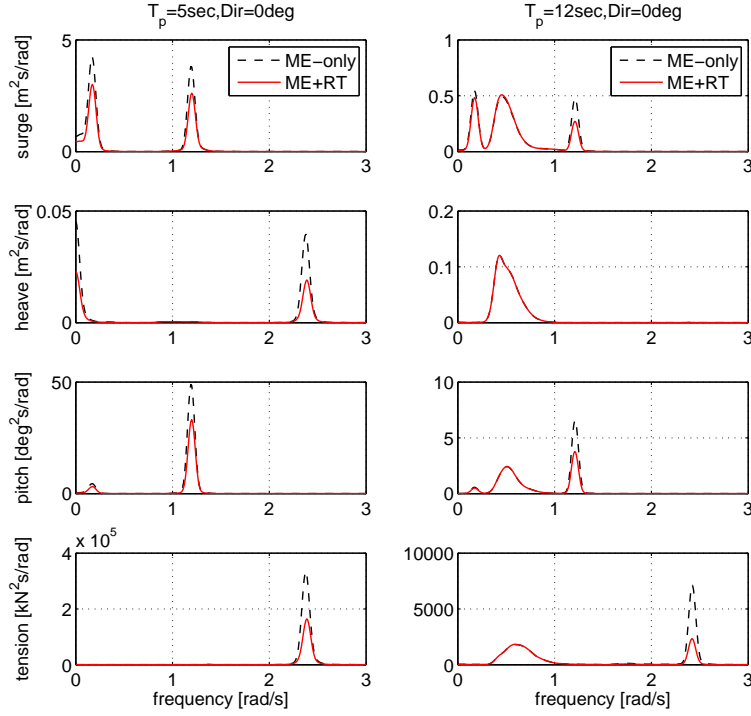 T_p=5sec,Dir=0deg
T_p=12sec,Dir=0deg
surge [m²s/rad]
5
0
0 1 2 3
ME−only
ME+RT
1
0.5
0
0 1 2 3
ME−only
ME+RT
heave [m²s/rad]
0.05
0
0 1 2 3
0.2
0.1
0
0 1 2 3
pitch [deg²s/rad]
50
0
0 1 2 3
10
5
0
0 1 2 3
tension [kN²s/rad]
x 10⁵
4
2
0
0 1 2 3
frequency [rad/s]
10000
5000
0
0 1 2 3
frequency [rad/s]